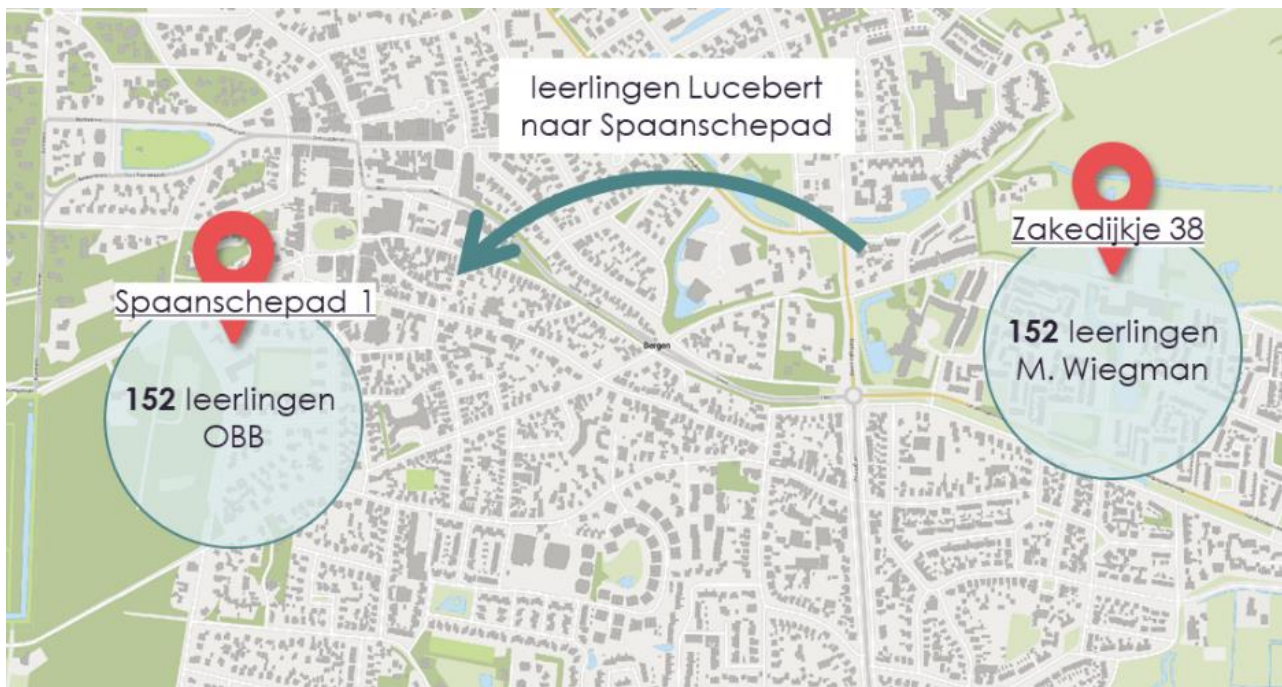 leerlingen Lucebert
naar Spaanschepad
Zakedijkje 38
Spaanschepad 1
152 leerlingen
M. Wiegman
152 leerlingen
OBB
Bergen